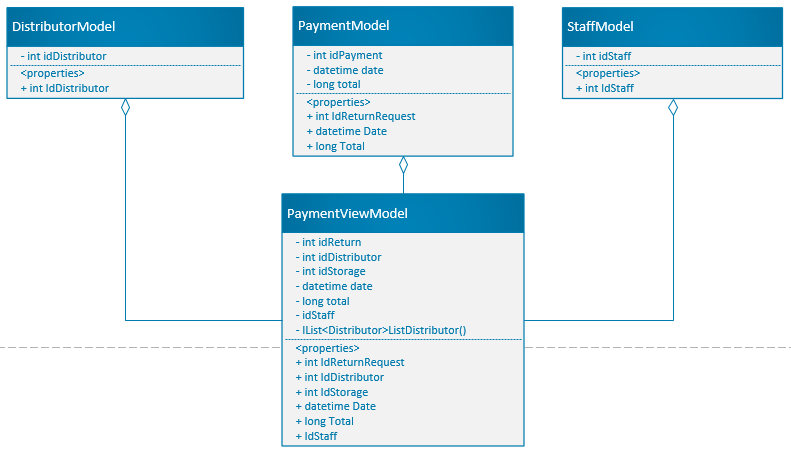 DistributorModel
- int idDistributor
<properties>
+ int IdDistributor
PaymentModel
- int idPayment
- datetime date
- long total
<properties>
+ int IdReturnRequest
+ datetime Date
+ long Total
StaffModel
- int idStaff
<properties>
+ int IdStaff
PaymentViewModel
- int idReturn
- int idDistributor
- int idStorage
- datetime date
- long total
- idStaff
- IList<Distributor>ListDistributor()
<properties>
+ int IdReturnRequest
+ int IdDistributor
+ int IdStorage
+ datetime Date
+ long Total
+ IdStaff